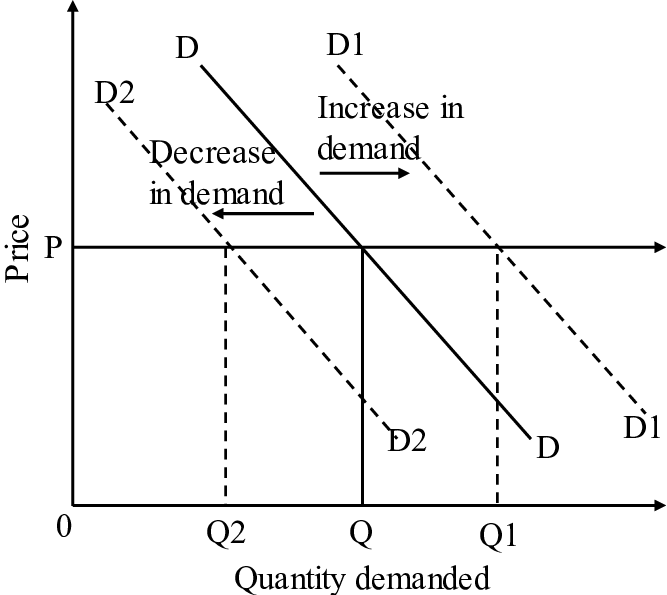 D
D1
D2
Increase in
demand
Decrease
in demand
Price
P
D2
D
D1
0
Q2
Q
Q1
Quantity demanded